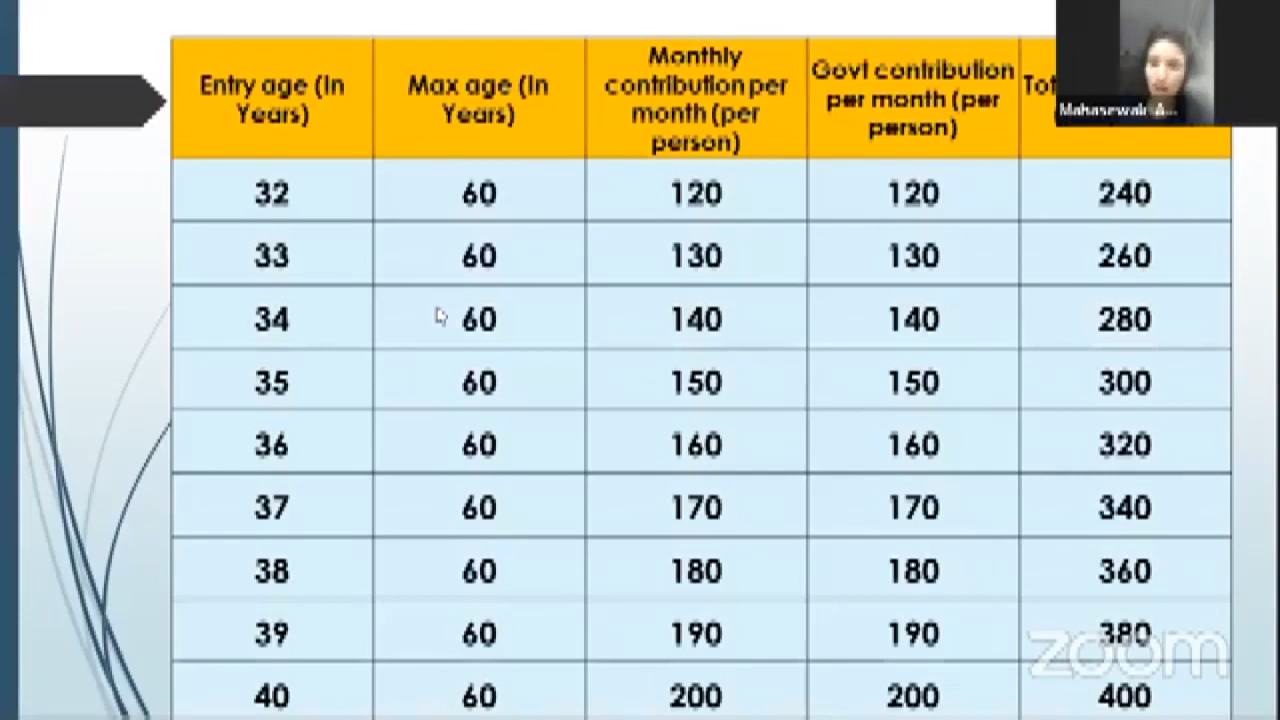 Entry age (in Years)
Max age (in Years)
Monthly contribution per month (per person)
Govt contribution per month (per person)
32 60 120 120 240
33 60 130 130 260
34 60 140 140 280
35 60 150 150 300
36 60 160 160 320
37 60 170 170 340
38 60 180 180 360
39 60 190 190 380
40 60 200 200 400
zoom